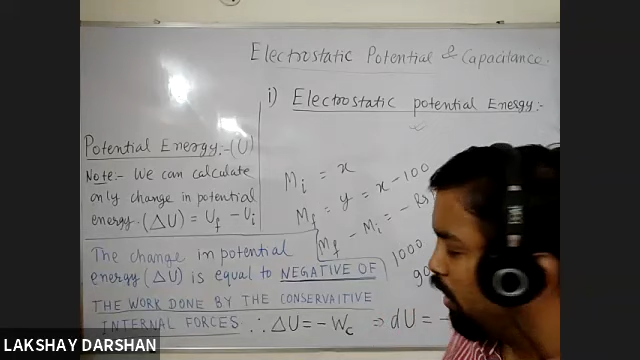 Electrostatic Potential & Capacitance.
i) Electrostatic potential Energy:-
Potential Energy:-(U)
Note:- We can calculate
only change in potential
energy. (ΔU) = Uf - Ui
Mi = x
Mf = y = x - 100
Mf - Mi = - Rs
1000
The change in potential
energy (ΔU) is equal to NEGATIVE OF
THE WORK DONE BY THE CONSERVAITIVE
INTERNAL FORCES. ∴ ΔU = - Wc ⇒ dU = -
LAKSHAY DARSHAN